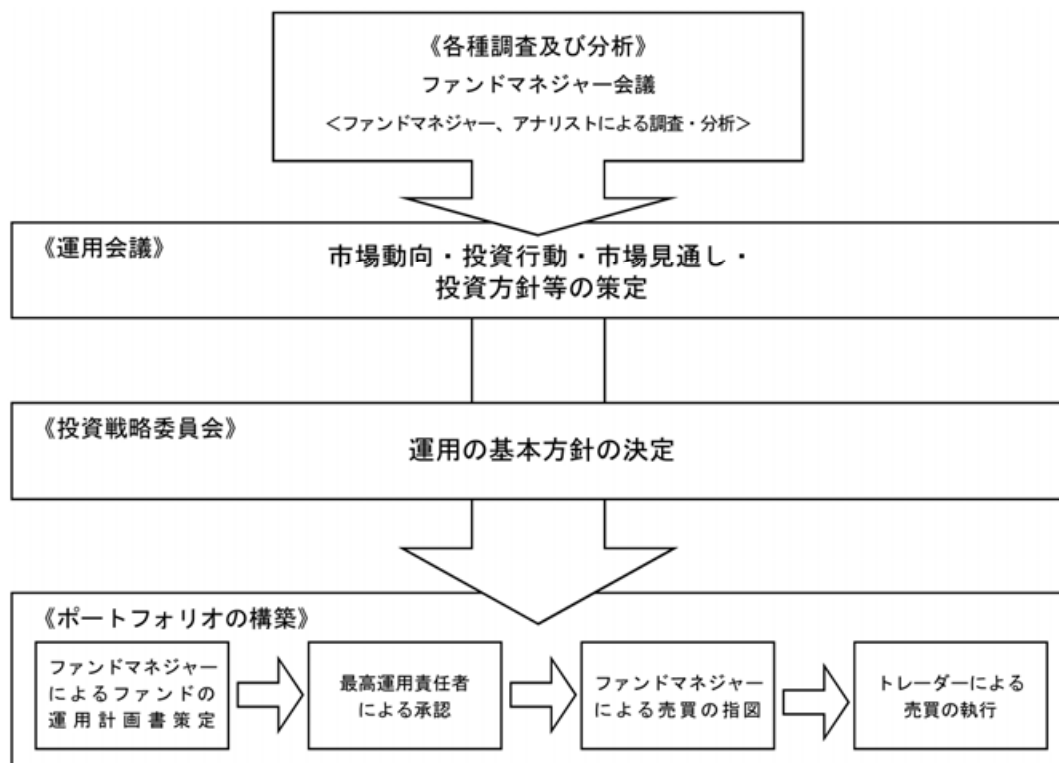 《各種調査及び分析》
ファンドマネジャー会議
＜ファンドマネジャー、アナリストによる調査・分析＞
《運用会議》
市場動向・投資行動・市場見通し・
投資方針等の策定
《投資戦略委員会》
運用の基本方針の決定
《ポートフォリオの構築》
ファンドマネジャー
によるファンドの
運用計画書策定
最高運用責任者
による承認
ファンドマネジャー
による売買の指図
トレーダーによる
売買の執行